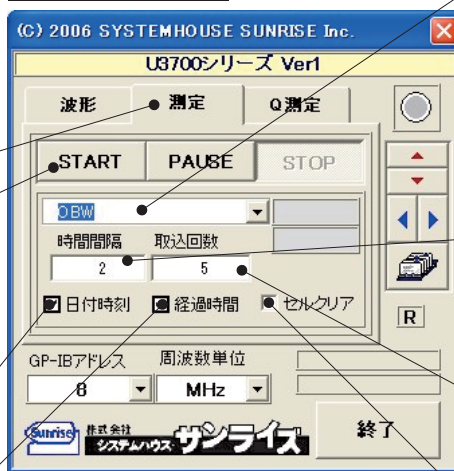 (C) 2006 SYSTEMHOUSE SUNRISE Inc.
U3700シリーズ Ver1
波形 測定 Q測定
START PAUSE STOP
OBW
時間間隔 取込回数
2 5
日付時刻 経過時間 セルクリア
R
GP-IBアドレス 周波数単位
8 MHz
Sunrise 株式会社 システムハウス サンライズ 終了